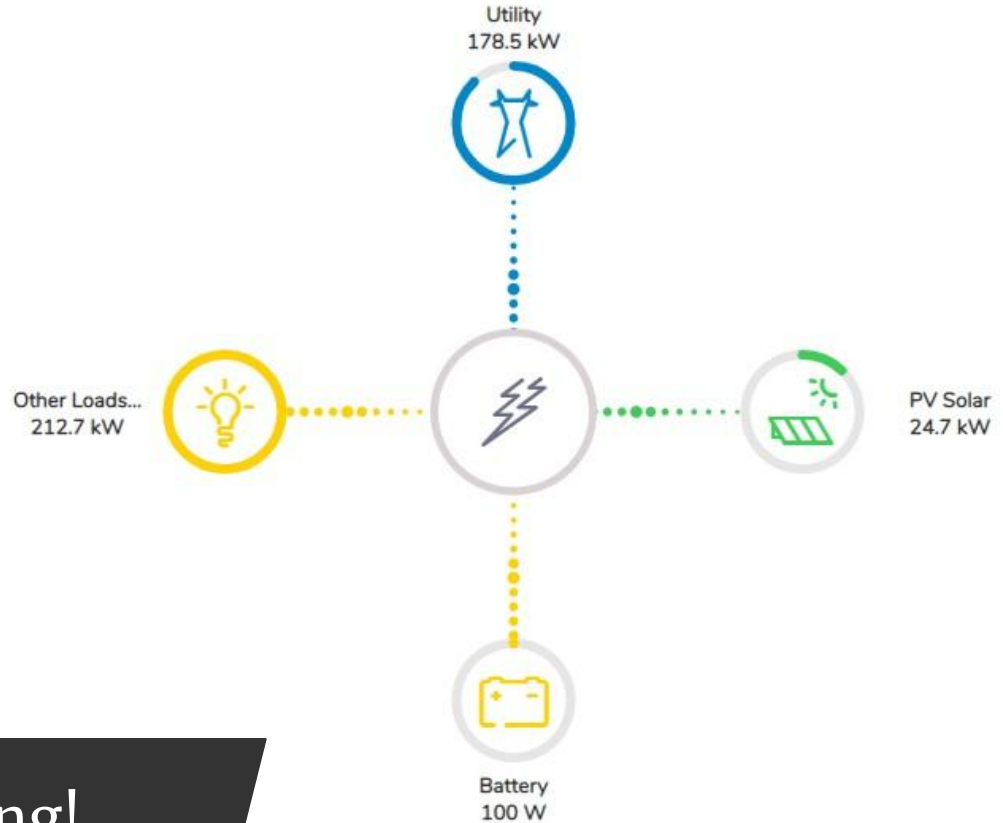 Utility
178.5 kW
Other Loads...
212.7 kW
PV Solar
24.7 kW
Battery
100 W